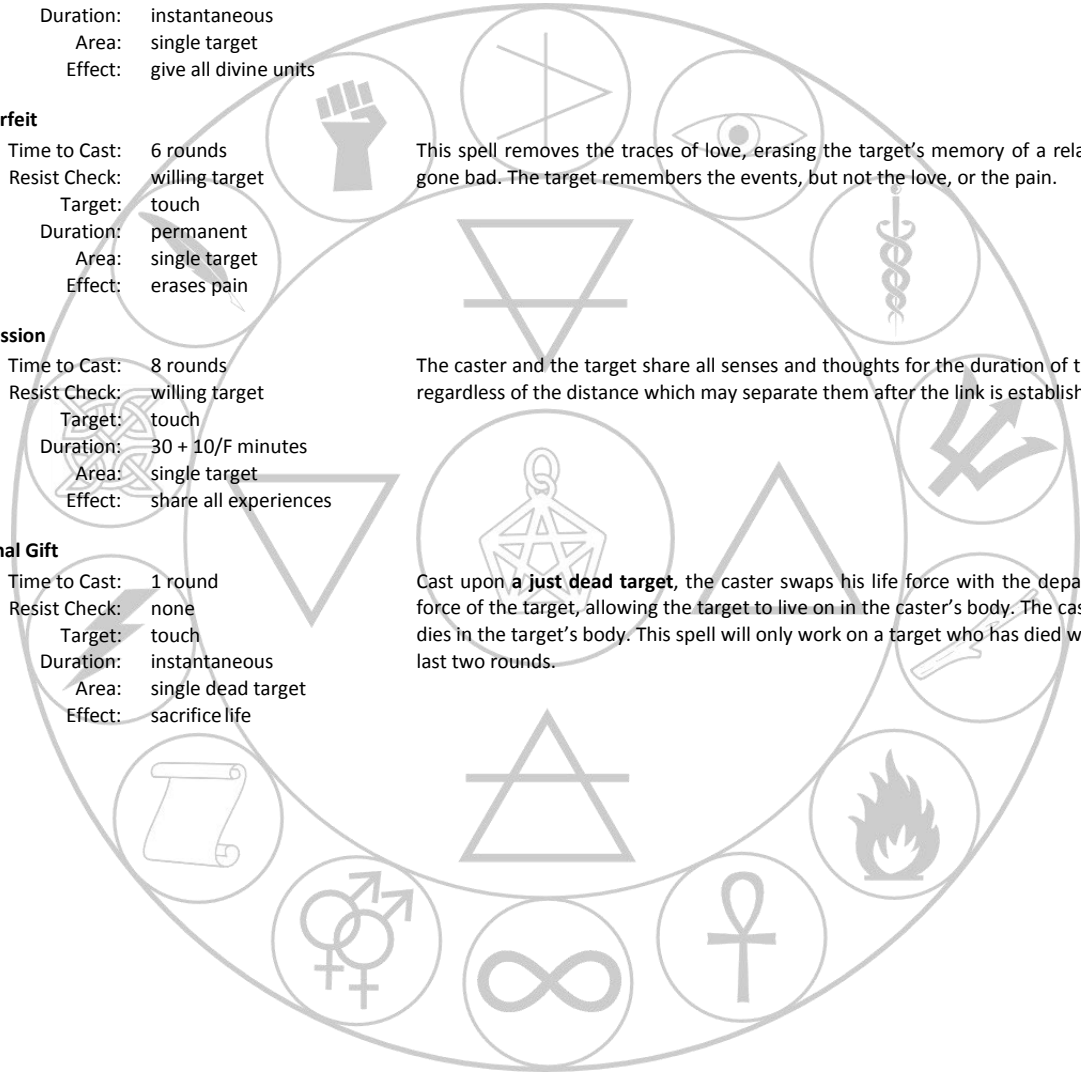 Duration: instantaneous
Area: single target
Effect: give all divine units
rfeit
Time to Cast: 6 rounds
Resist Check: willing target
Target: touch
Duration: permanent
Area: single target
Effect: erases pain
This spell removes the traces of love, erasing the target's memory of a rela
gone bad. The target remembers the events, but not the love, or the pain.
ssion
Time to Cast: 8 rounds
Resist Check: willing target
Target: touch
Duration: 30 + 10/F minutes
Area: single target
Effect: share all experiences
The caster and the target share all senses and thoughts for the duration of t
regardless of the distance which may separate them after the link is establish
nal Gift
Time to Cast: 1 round
Resist Check: none
Target: touch
Duration: instantaneous
Area: single dead target
Effect: sacrifice life
Cast upon a just dead target, the caster swaps his life force with the depa
force of the target, allowing the target to live on in the caster's body. The cas
dies in the target's body. This spell will only work on a target who has died w
last two rounds.